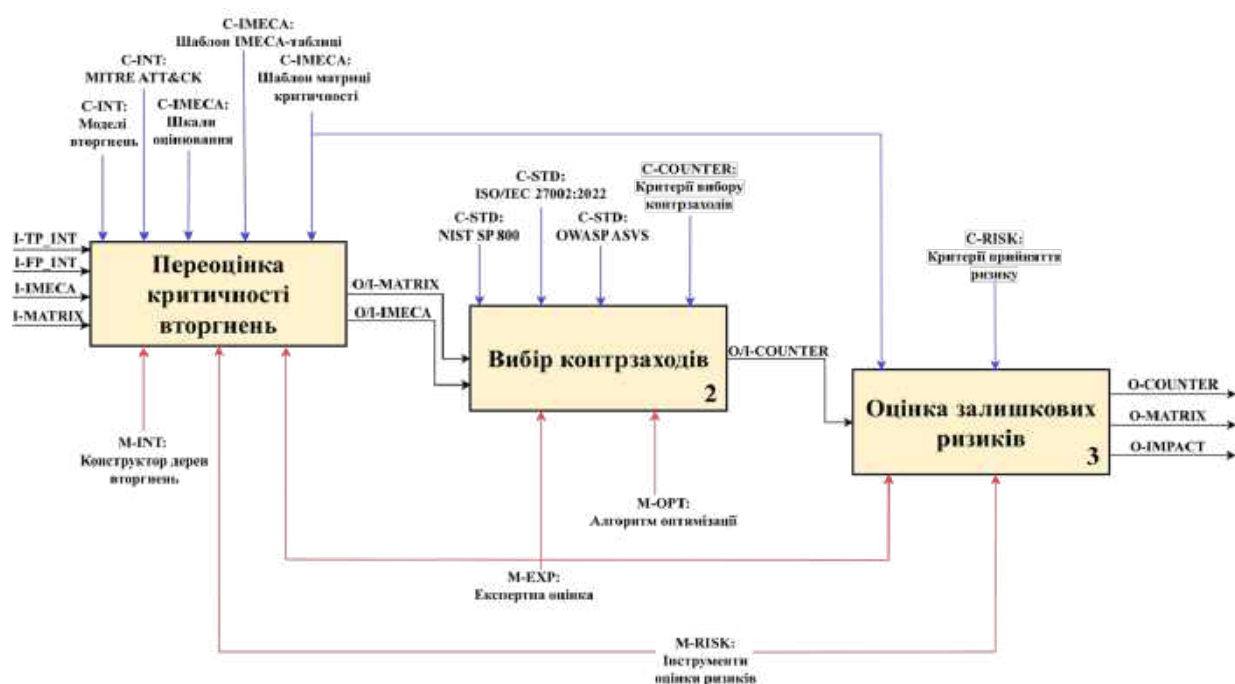 C-IMECA:
Шаблон IMECA-таблиці
C-INT:
MITRE ATT&CK
C-IMECA:
Шаблон матриці
критичності
C-INT:
Моделі
вторгнень
C-IMECA:
Шкали
оцінювання
C-STD:
ISO/IEC 27002:2022
C-COUNTER:
Критерії вибору
контрзаходів
C-STD:
NIST SP 800
C-STD:
OWASP ASVS
C-RISK:
Критерії прийняття
ризику
I-TP_INT
I-FP_INT
I-IMECA
I-MATRIX
Переоцінка
критичності
вторгнень
O/I-MATRIX
O/I-IMECA
Вибір контрзаходів
2
O/I-COUNTER
Оцінка залишкових
ризиків
3
O-COUNTER
O-MATRIX
O-IMPACT
M-INT:
Конструктор дерев
вторгнень
M-OPT:
Алгоритм оптимізації
M-EXP:
Експертна оцінка
M-RISK:
Інструменти
оцінки ризиків